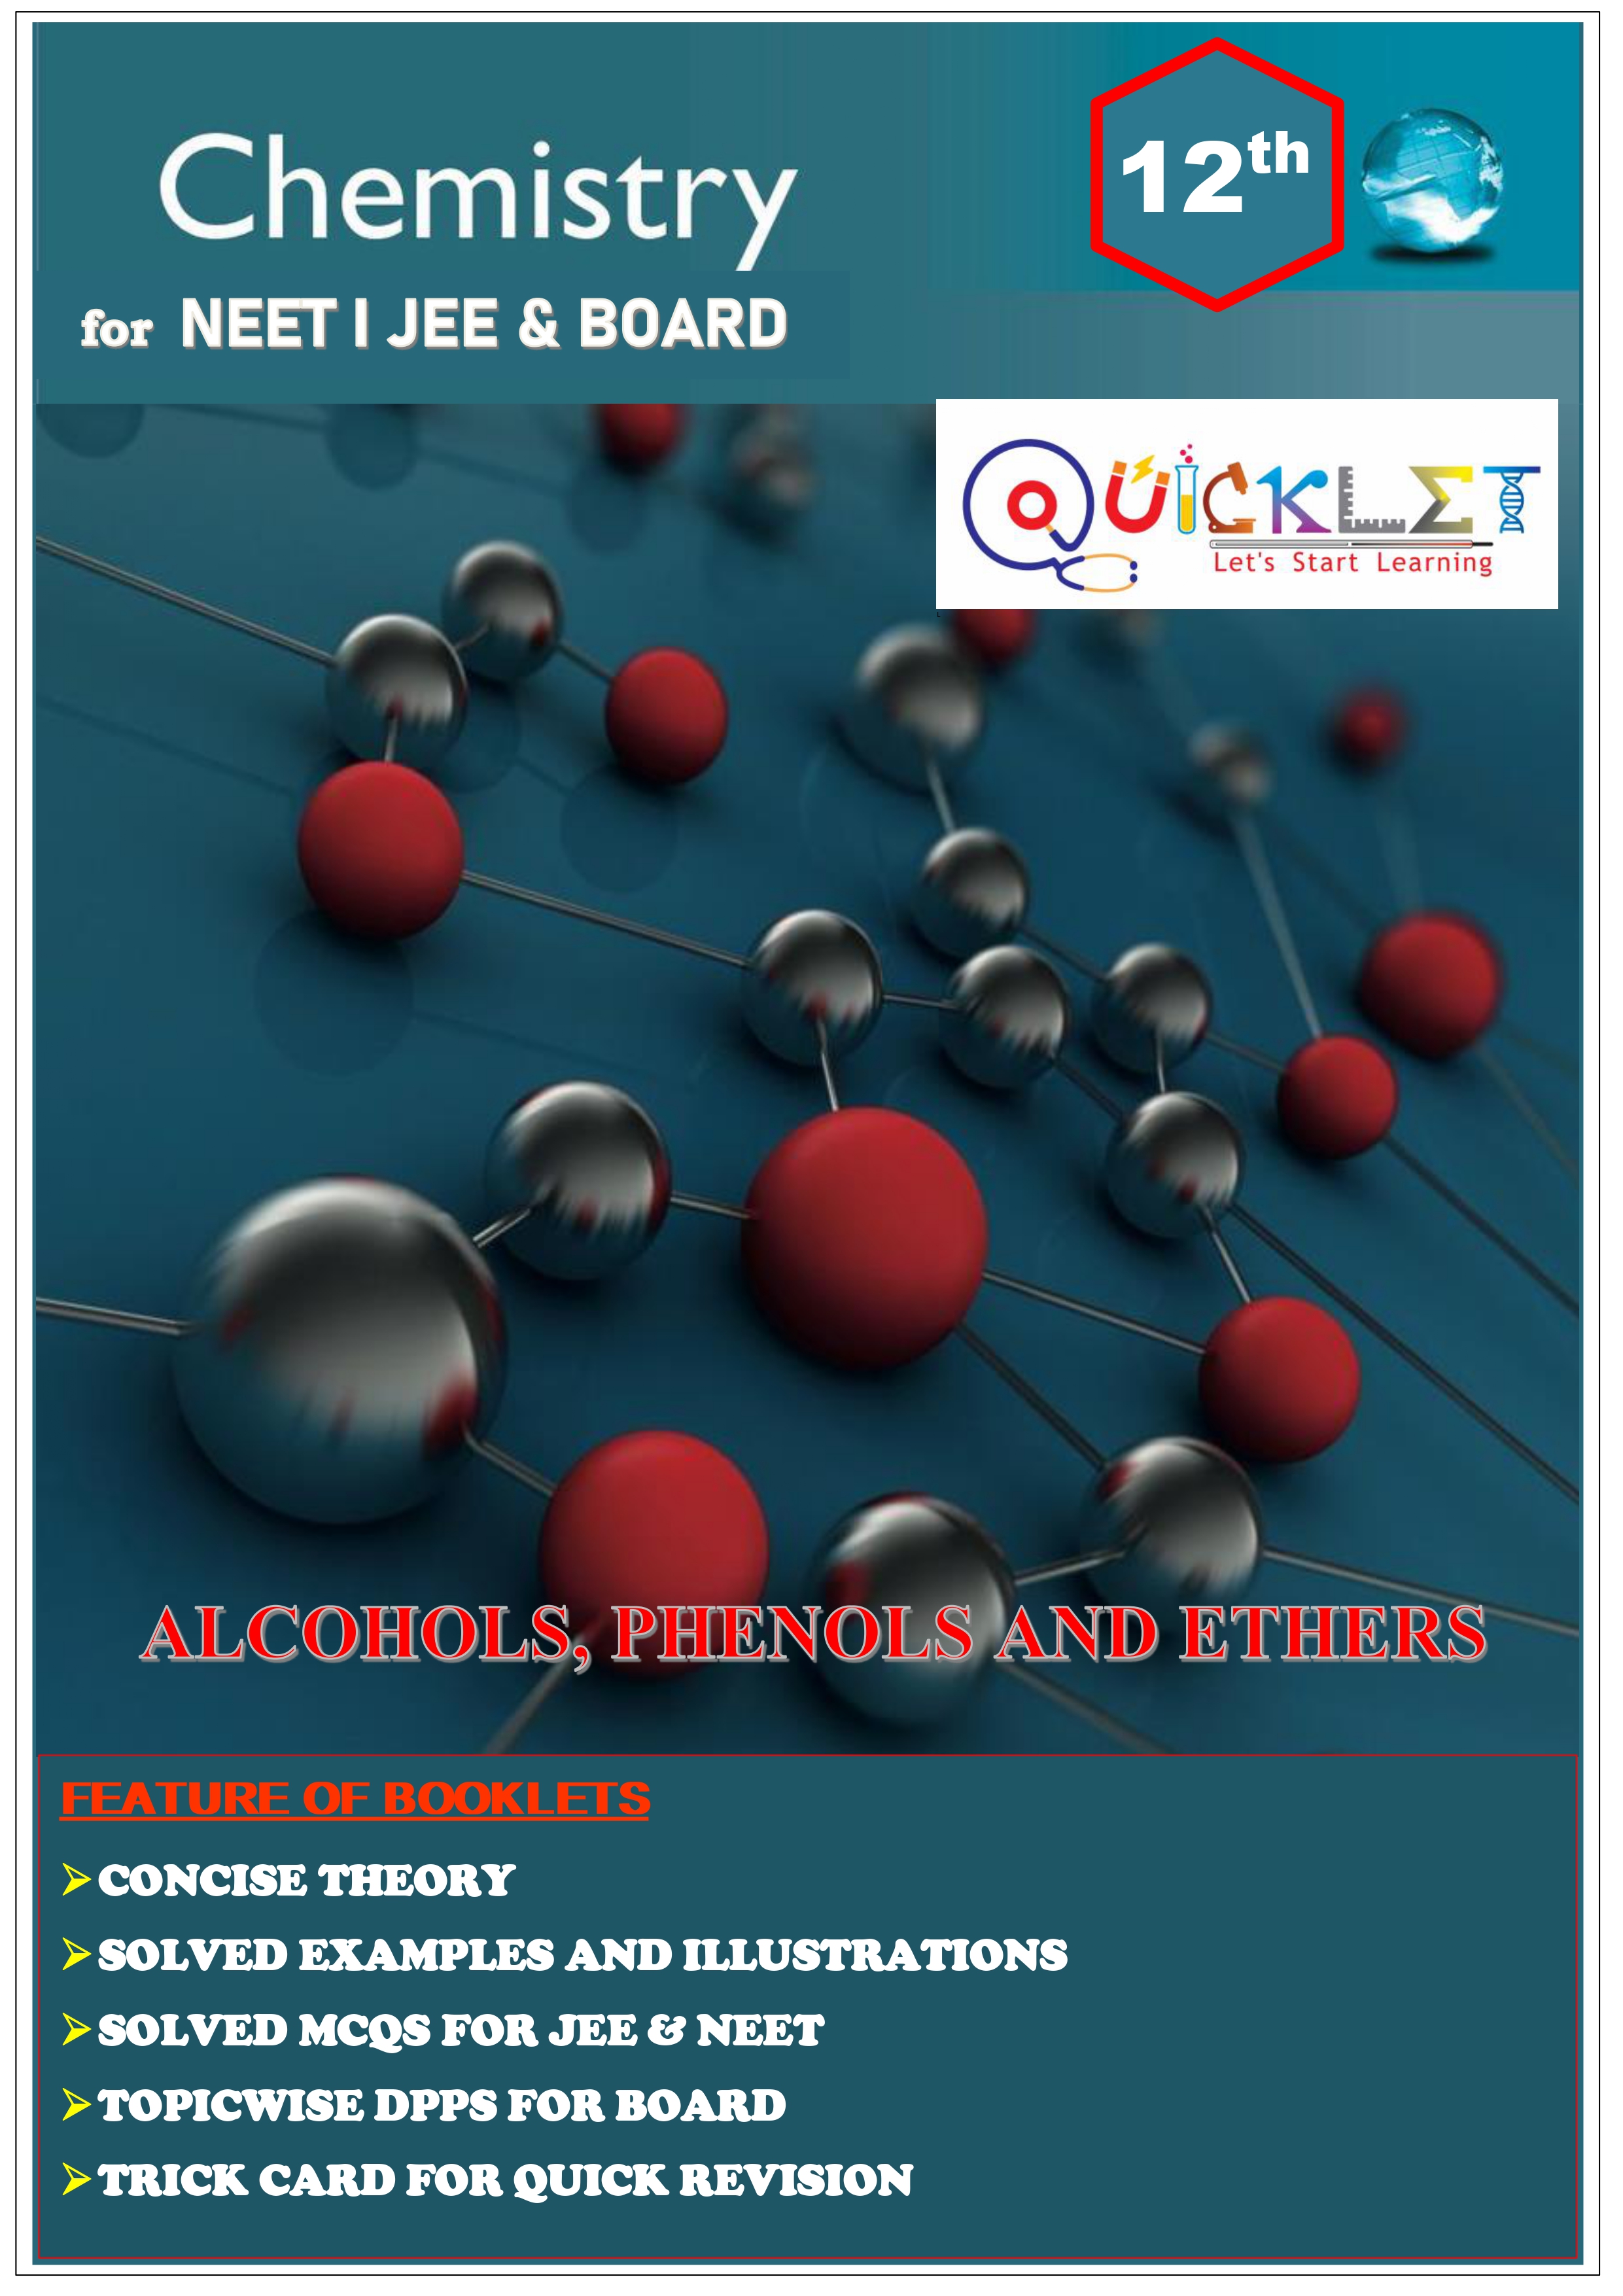 Chemistry
12th
for NEET I JEE & BOARD
QUICKLET
Let's Start Learning
ALCOHOLS, PHENOLS AND ETHERS
FEATURE OF BOOKLETS
CONCISE THEORY
SOLVED EXAMPLES AND ILLUSTRATIONS
SOLVED MCQS FOR JEE & NEET
TOPICWISE DPPS FOR BOARD
TRICK CARD FOR QUICK REVISION